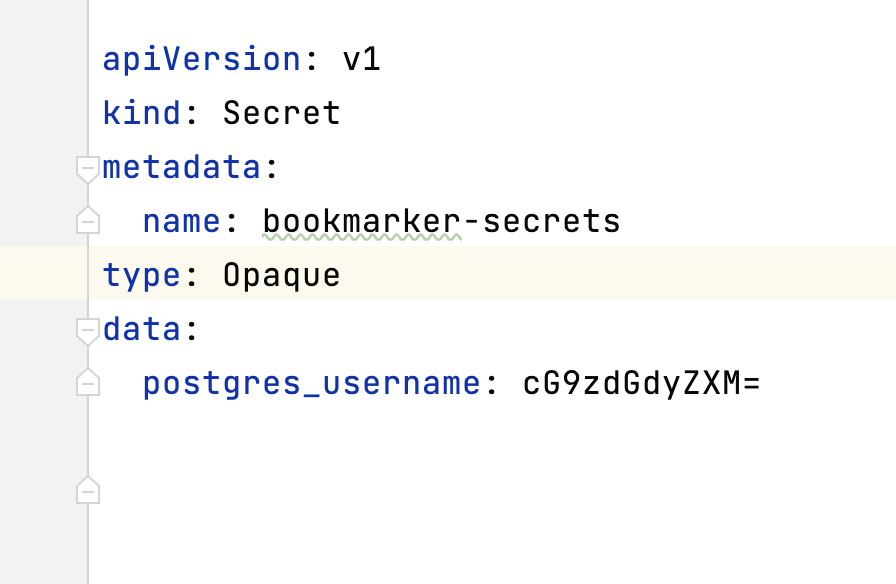 apiVersion: v1
kind: Secret
metadata:
  name: bookmarker-secrets
type: Opaque
data:
  postgres_username: cG9zdGdyZXM=